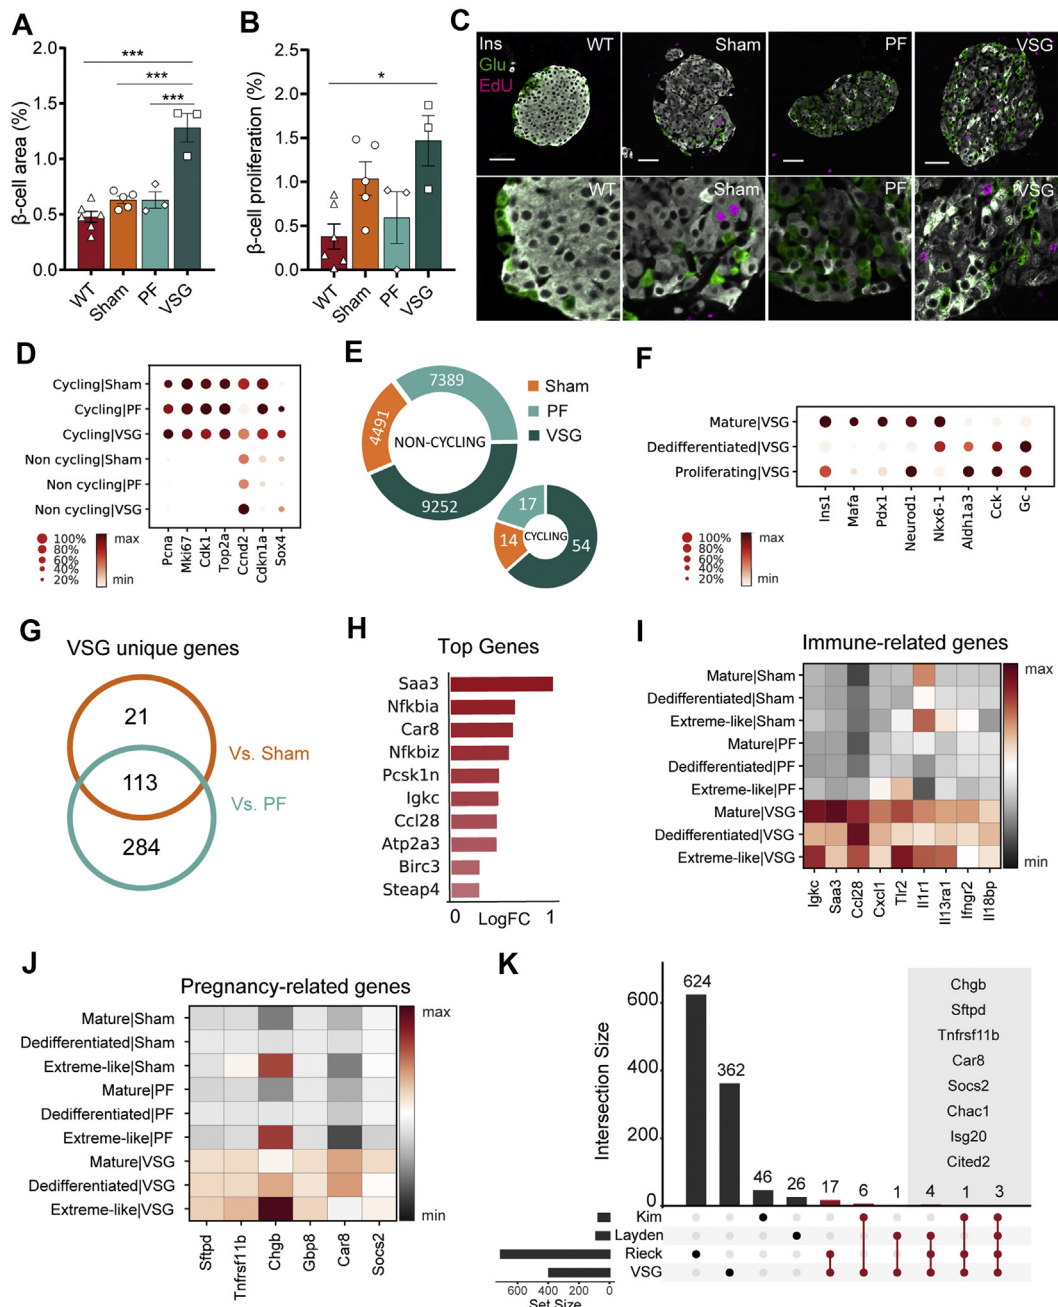 A
β-cell area (%)
2.0
1.5
1.0
0.5
0.0
***
***
***
WT
Sham
PF
VSG
B
β-cell proliferation (%)
2.5
2.0
1.5
1.0
0.5
0.0
*
WT
Sham
PF
VSG
C
Ins
Glu
EdU
WT
Sham
PF
VSG
WT
Sham
PF
VSG
D
Cycling|Sham
Cycling|PF
Cycling|VSG
Non cycling|Sham
Non cycling|PF
Non cycling|VSG
Pcna
Mki67
Cdk1
Top2a
Ccnd2
Cdkn1a
Sox4
100%
80%
60%
40%
20%
max
min
E
7389
4491
NON-CYCLING
9252
Sham
PF
VSG
17
14
CYCLING
54
F
Mature|VSG
Dedifferentiated|VSG
Proliferating|VSG
Ins1
Mafa
Pdx1
Neurod1
Nkx6-1
Aldh1a3
Cck
Gc
100%
80%
60%
40%
20%
max
min
G
VSG unique genes
21
Vs. Sham
113
Vs. PF
284
H
Top Genes
Saa3
Nfkbia
Car8
Nfkbiz
Pcsk1n
Igkc
Ccl28
Atp2a3
Birc3
Steap4
0 LogFC 1
I
Immune-related genes
Mature|Sham
Dedifferentiated|Sham
Extreme-like|Sham
Mature|PF
Dedifferentiated|PF
Extreme-like|PF
Mature|VSG
Dedifferentiated|VSG
Extreme-like|VSG
Igkc
Saa3
Ccl28
Cxcl1
Tlr2
Il1r1
Il13ra1
Ifngr2
Il18bp
max
min
J
Pregnancy-related genes
Mature|Sham
Dedifferentiated|Sham
Extreme-like|Sham
Mature|PF
Dedifferentiated|PF
Extreme-like|PF
Mature|VSG
Dedifferentiated|VSG
Extreme-like|VSG
Sftpd
Tnfrsf11b
Chgb
Gbp8
Car8
Socs2
max
min
K
Intersection Size
600
400
200
0
624
362
46
26
17
6
1
4
1
3
Chgb
Sftpd
Tnfrsf11b
Car8
Socs2
Chac1
Isg20
Cited2
Kim
Layden
Rieck
VSG
600 400 200 0
Set Size